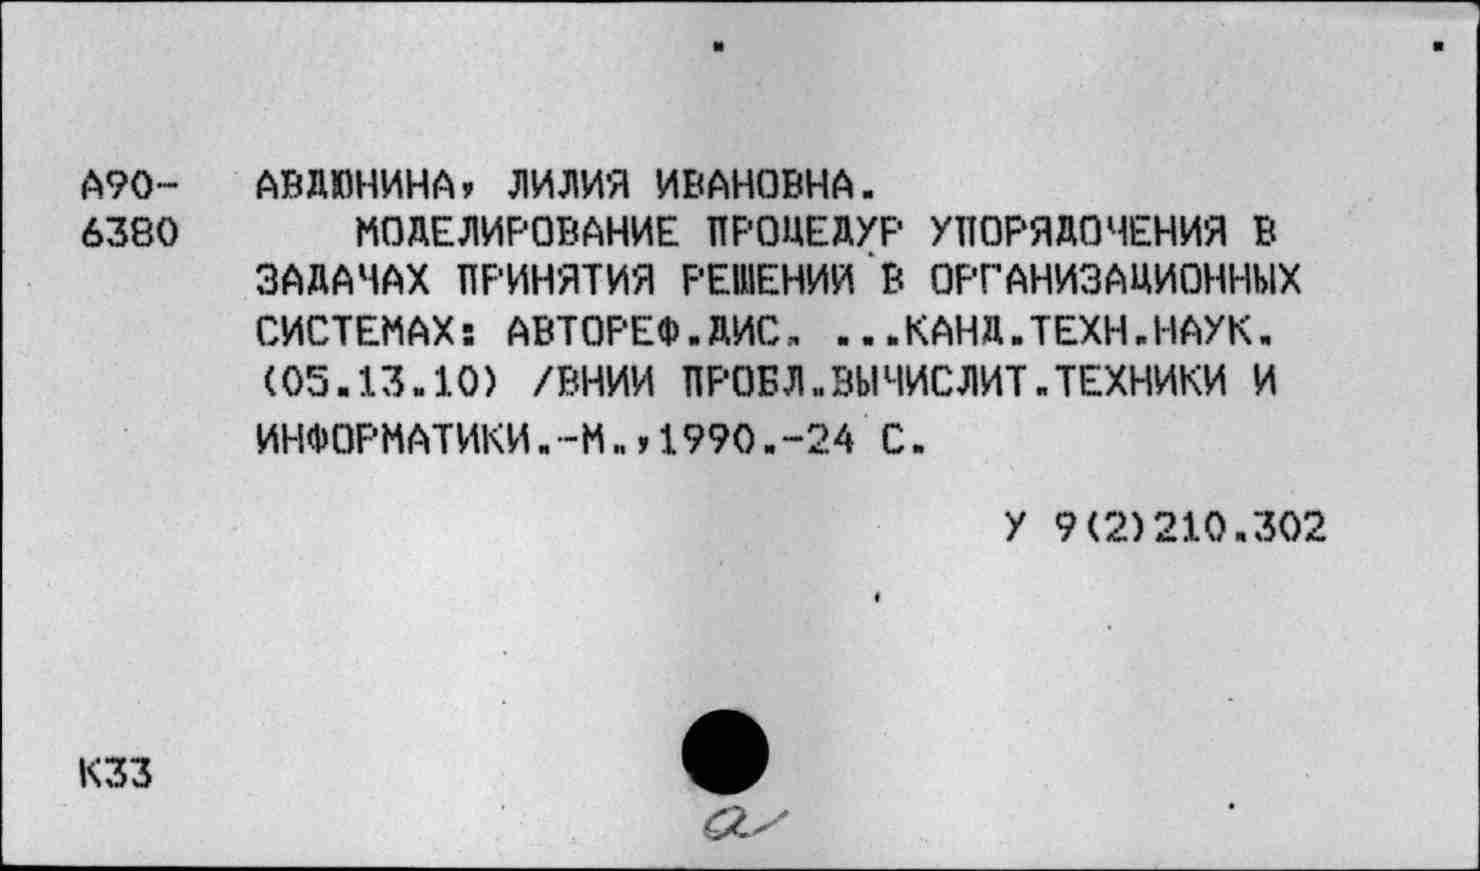 А90- АВДЮНИНА, ЛИЛИЯ ИВАНОВНА.
6380 МОДЕЛИРОВАНИЕ ПРОЦЕДУР УПОРЯДОЧЕНИЯ В
ЗАДАЧАХ ПРИНЯТИЯ РЕШЕНИИ В ОРГАНИЗАЦИОННЫХ
СИСТЕМАХ: АВТОРЕФ.ДИС. ...КАНД.ТЕХН.НАУК.
(05.13.10) /ВНИИ ПРОБЛ.ВЫЧИСЛИТ.ТЕХНИКИ И
ИНФОРМАТИКИ.-М.,1990.-24 С.
У 9(2)210.302
К33
а